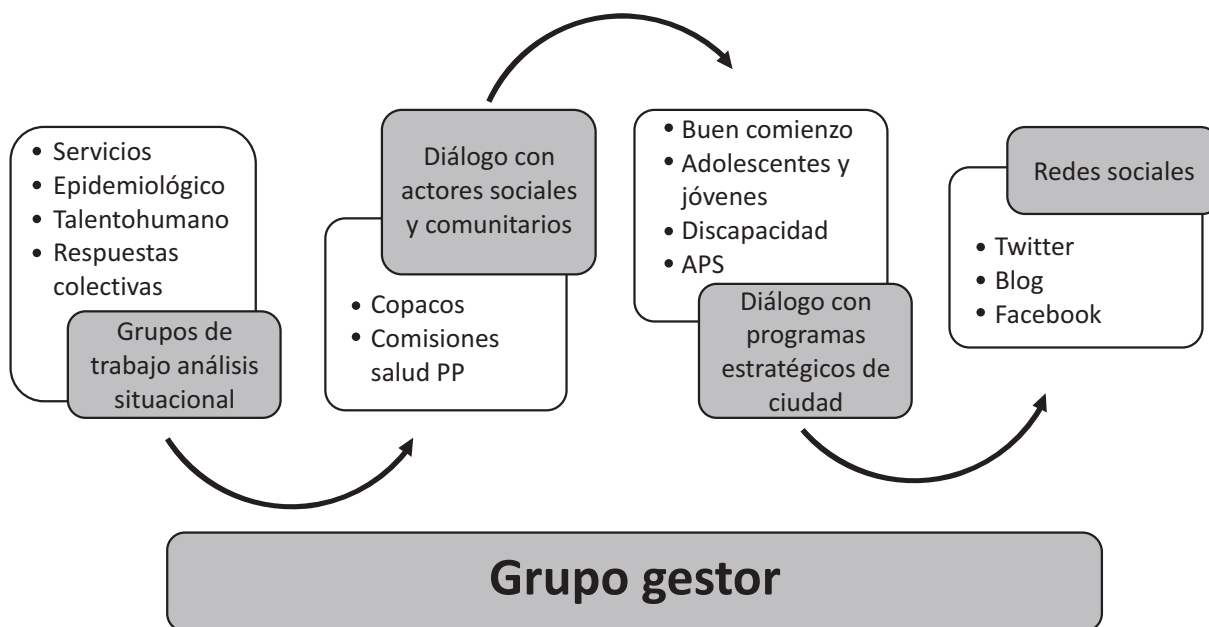 • Servicios
• Epidemiológico
• Talentohumano
• Respuestas
colectivas
Grupos de
trabajo análisis
situacional
Diálogo con
actores sociales
y comunitarios
• Copacos
• Comisiones
salud PP
• Buen comienzo
• Adolescentes y
jóvenes
• Discapacidad
• APS
Diálogo con
programas
estratégicos de
ciudad
Redes sociales
• Twitter
• Blog
• Facebook
Grupo gestor